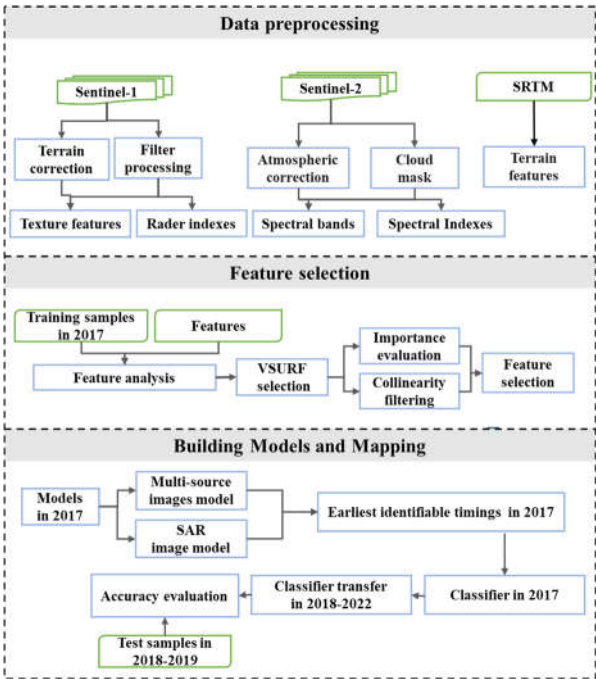 Data preprocessing
Sentinel-1
Sentinel-2
SRTM
Terrain
correction
Filter
processing
Atmospheric
correction
Cloud
mask
Terrain
features
Texture features
Rader indexes
Spectral bands
Spectral Indexes
Feature selection
Training samples
in 2017
Features
Feature analysis
VSURF
selection
Importance
evaluation
Collinearity
filtering
Feature
selection
Building Models and Mapping
Models
in 2017
Multi-source
images model
SAR
image model
Earliest identifiable timings in 2017
Accuracy evaluation
Classifier transfer
in 2018-2022
Classifier in 2017
Test samples in
2018-2019